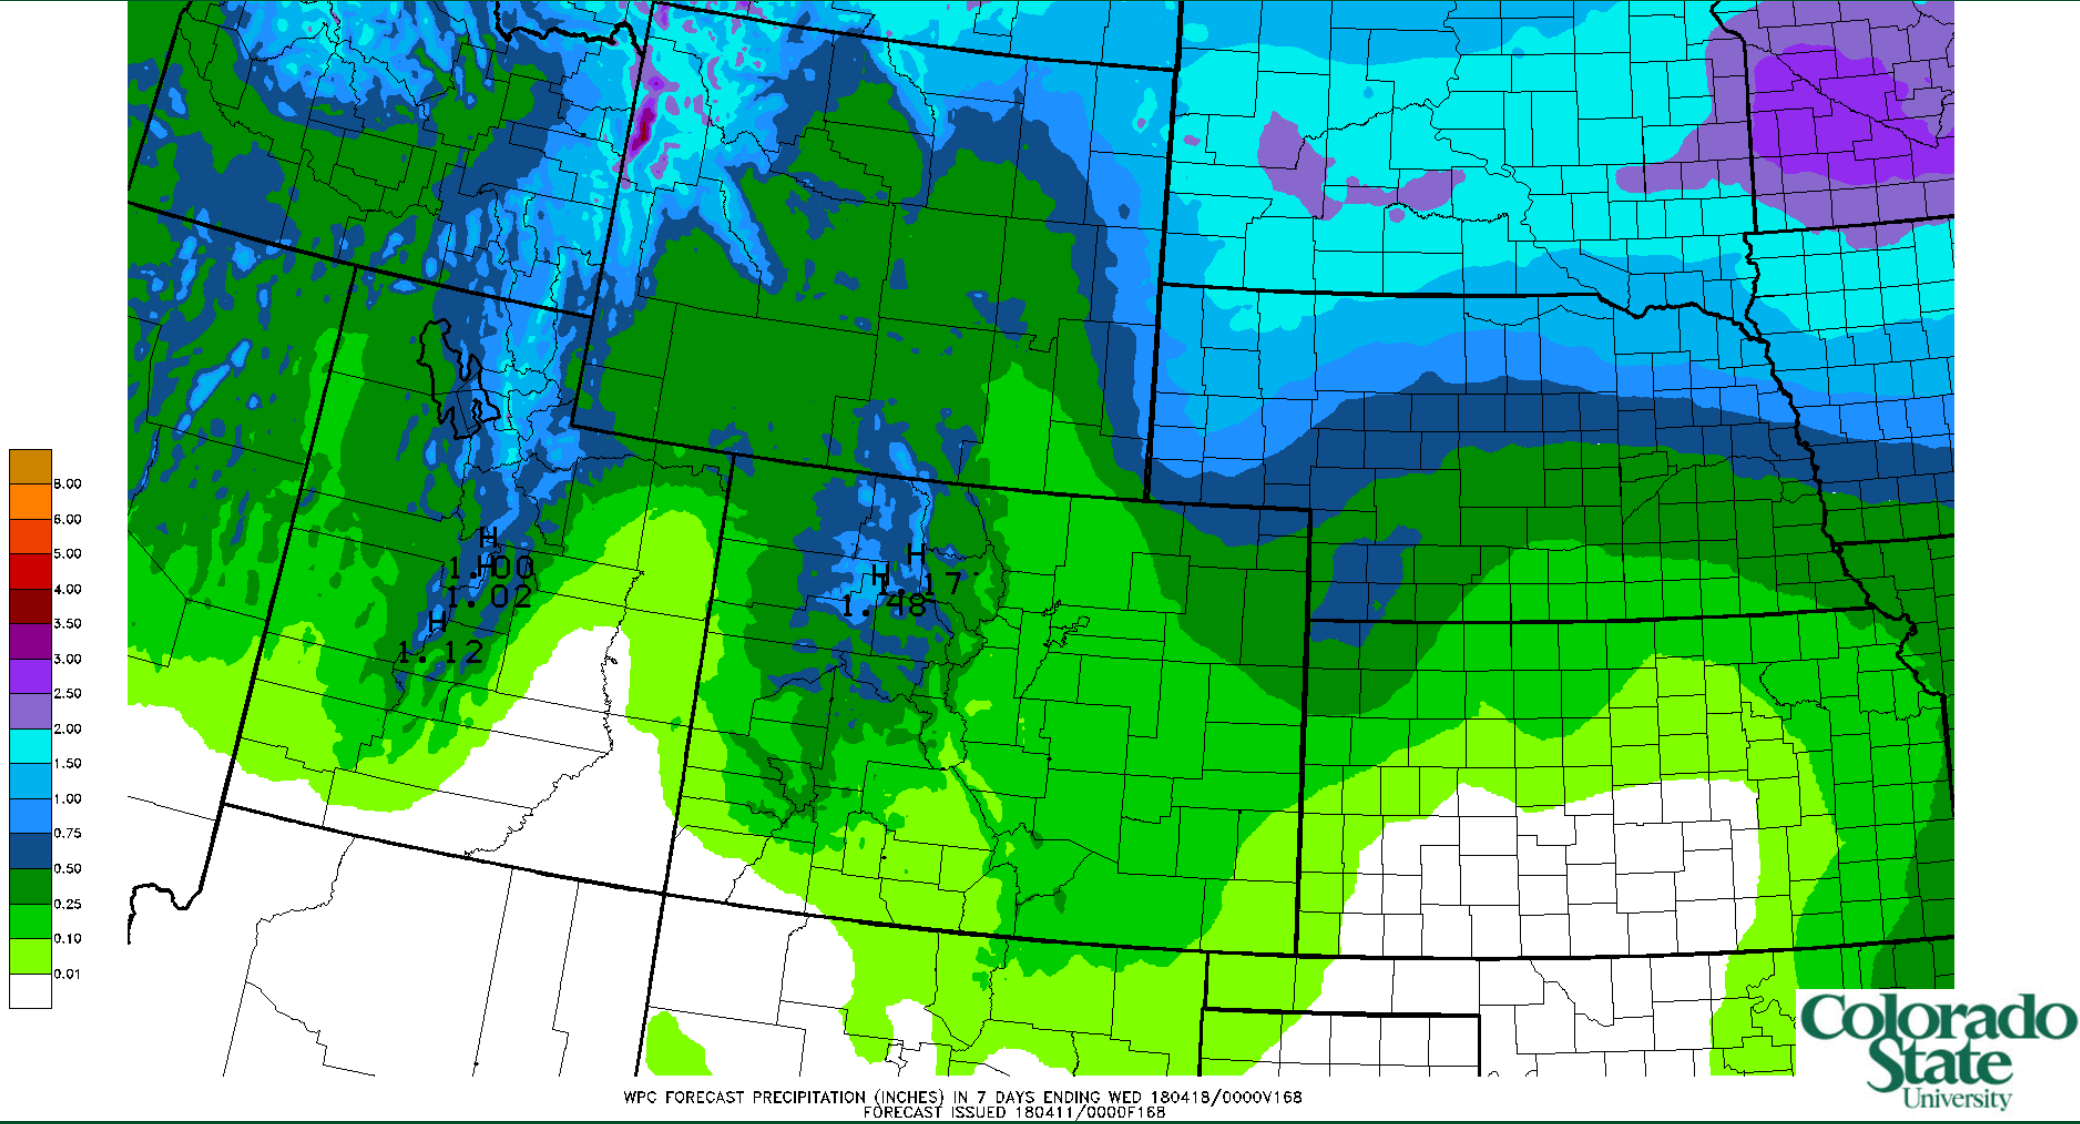 8.00
6.00
5.00
4.00
3.50
3.00
2.50
2.00
1.50
1.00
0.75
0.50
0.25
0.10
0.01
H
1.00
H
1.02
H
1.12
H
1.17
H
1.48
WPC FORECAST PRECIPITATION (INCHES) IN 7 DAYS ENDING WED 180418/0000V168
FORECAST ISSUED 180411/0000F168
Colorado
State
University